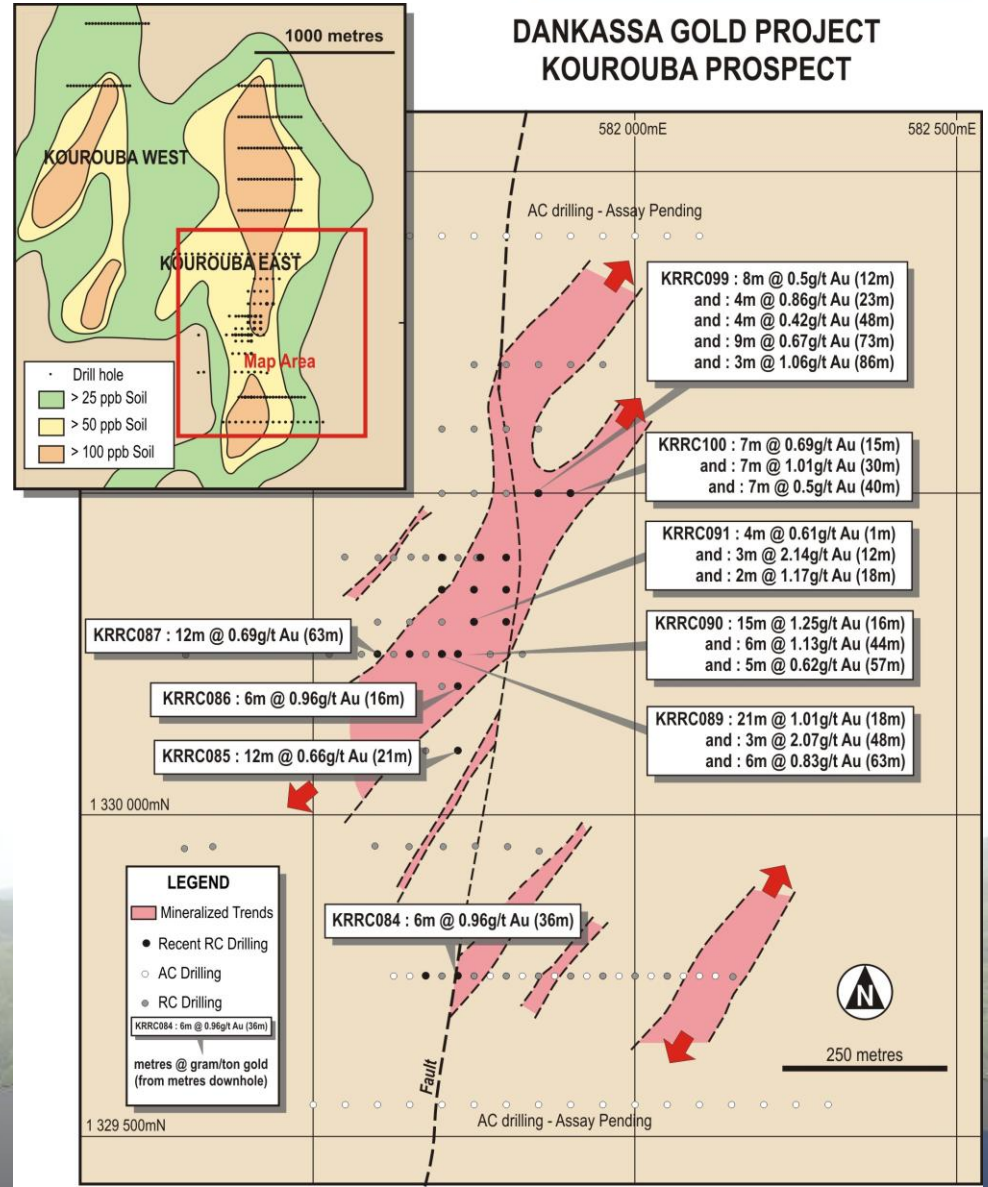 DANKASSA GOLD PROJECT
KOUROUBA PROSPECT
1000 metres
KOUROUBA WEST
KOUROUBA EAST
Map Area
Drill hole
> 25 ppb Soil
> 50 ppb Soil
> 100 ppb Soil
582 000mE
582 500mE
AC drilling - Assay Pending
KRRC099 : 8m @ 0.5g/t Au (12m)
and : 4m @ 0.86g/t Au (23m)
and : 4m @ 0.42g/t Au (48m)
and : 9m @ 0.67g/t Au (73m)
and : 3m @ 1.06g/t Au (86m)
KRRC100 : 7m @ 0.69g/t Au (15m)
and : 7m @ 1.01g/t Au (30m)
and : 7m @ 0.5g/t Au (40m)
KRRC091 : 4m @ 0.61g/t Au (1m)
and : 3m @ 2.14g/t Au (12m)
and : 2m @ 1.17g/t Au (18m)
KRRC090 : 15m @ 1.25g/t Au (16m)
and : 6m @ 1.13g/t Au (44m)
and : 5m @ 0.62g/t Au (57m)
KRRC087 : 12m @ 0.69g/t Au (63m)
KRRC086 : 6m @ 0.96g/t Au (16m)
KRRC089 : 21m @ 1.01g/t Au (18m)
and : 3m @ 2.07g/t Au (48m)
and : 6m @ 0.83g/t Au (63m)
KRRC085 : 12m @ 0.66g/t Au (21m)
1 330 000mN
LEGEND
Mineralized Trends
Recent RC Drilling
AC Drilling
RC Drilling
KRRC084 : 6m @ 0.96g/t Au (36m)
metres @ gram/ton gold
(from metres downhole)
KRRC084 : 6m @ 0.96g/t Au (36m)
N
250 metres
Fault
AC drilling - Assay Pending
1 329 500mN